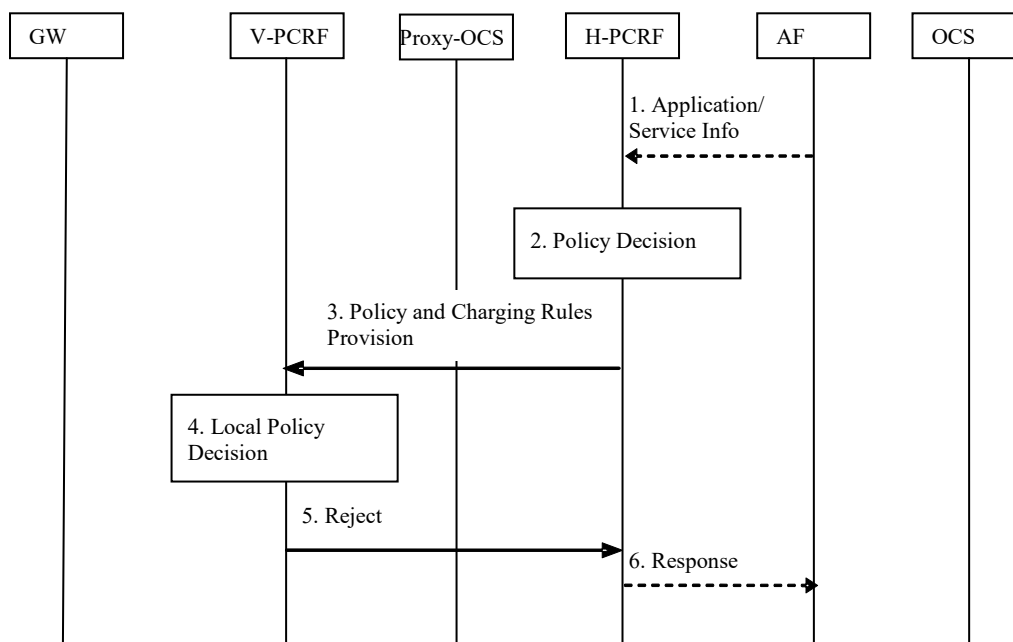 GW
V-PCRF
Proxy-OCS
H-PCRF
AF
OCS
1. Application/
Service Info
2. Policy Decision
3. Policy and Charging Rules
Provision
4. Local Policy
Decision
5. Reject
6. Response